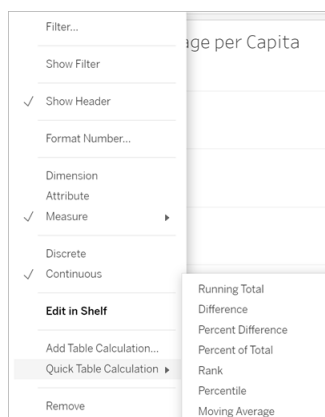 Filter...
age per Capita
Show Filter
Show Header
Format Number...
Dimension
Attribute
Measure
Discrete
Continuous
Edit in Shelf
Add Table Calculation...
Quick Table Calculation
Remove
Running Total
Difference
Percent Difference
Percent of Total
Rank
Percentile
Moving Average